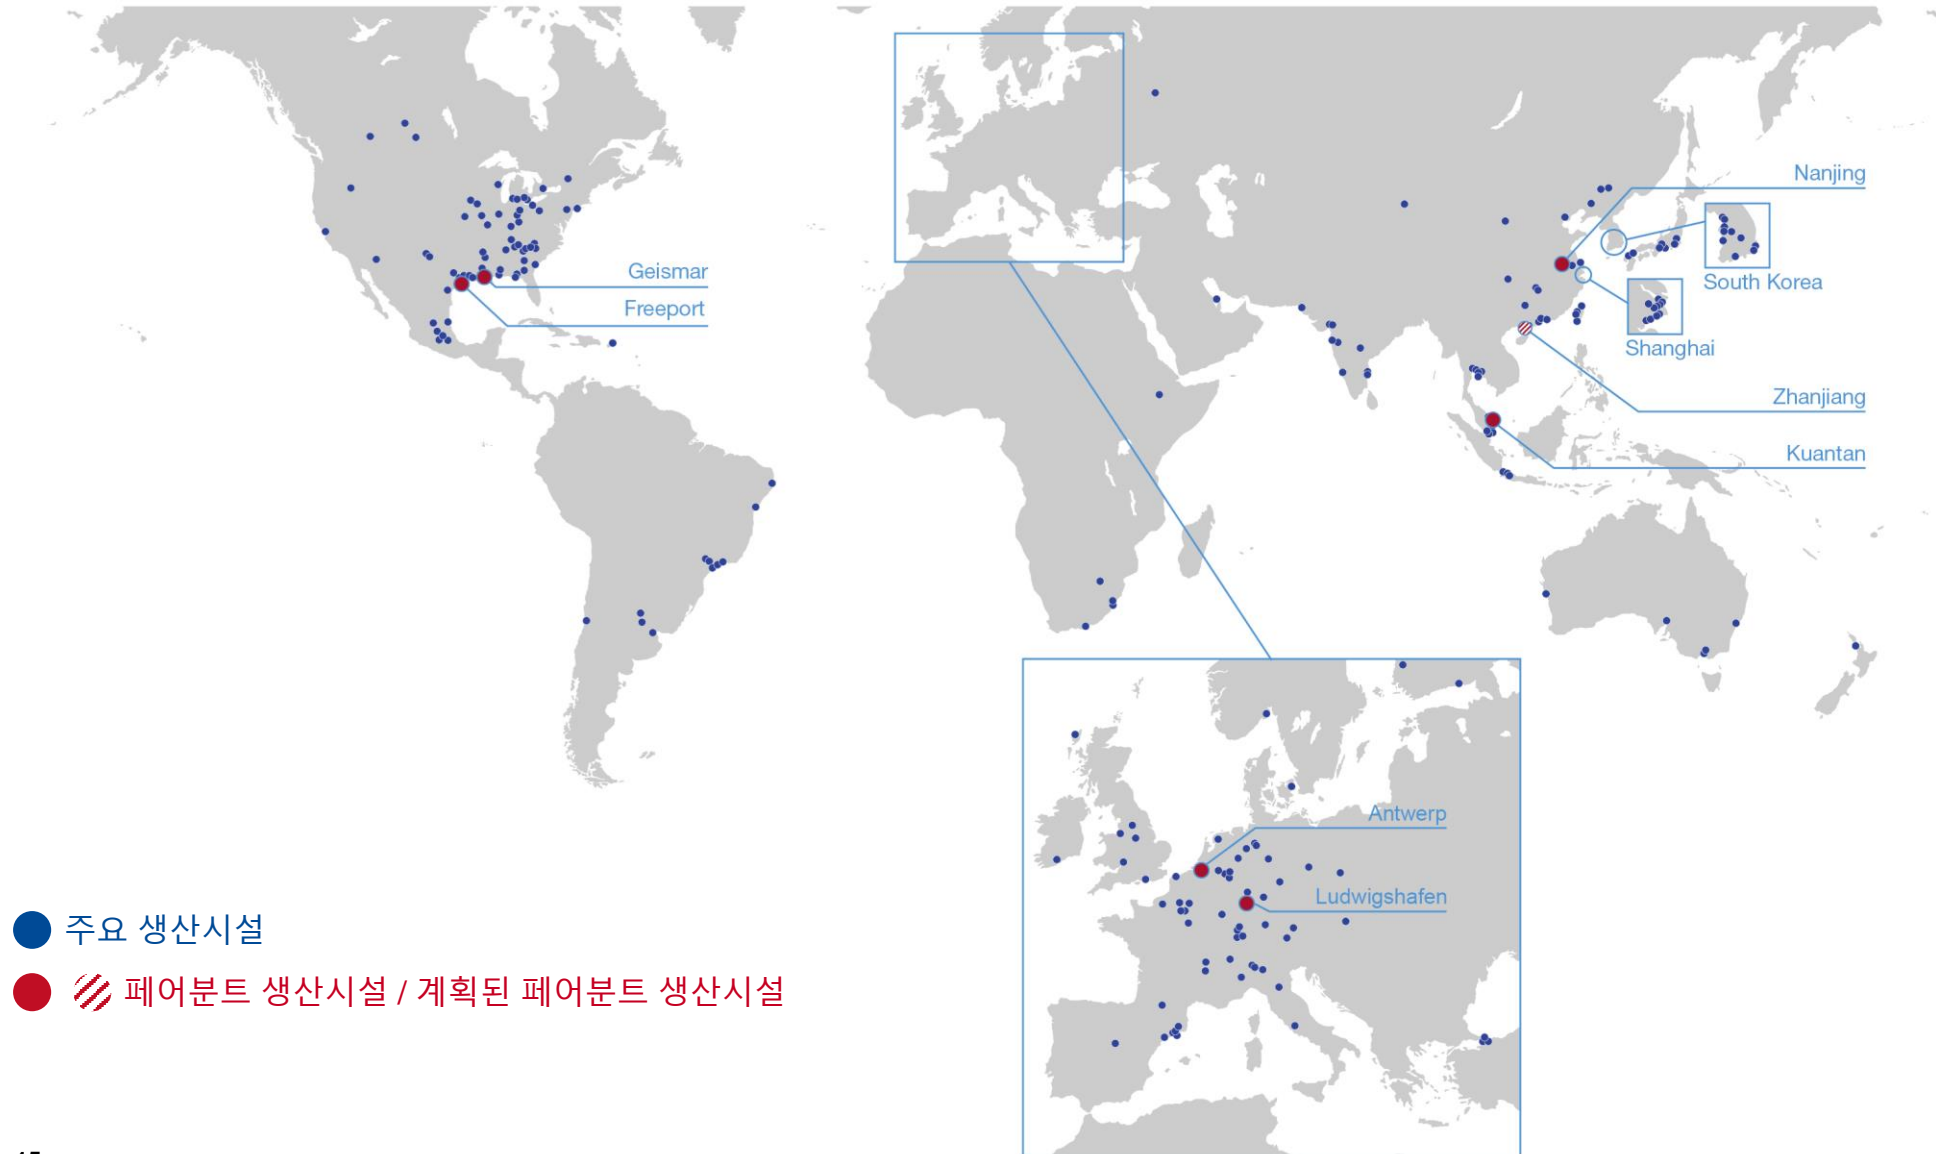 Nanjing
Geismar
South Korea
Freeport
Shanghai
Zhanjiang
Kuantan
Antwerp
Ludwigshafen
주요 생산시설
페어분트 생산시설 / 계획된 페어분트 생산시설